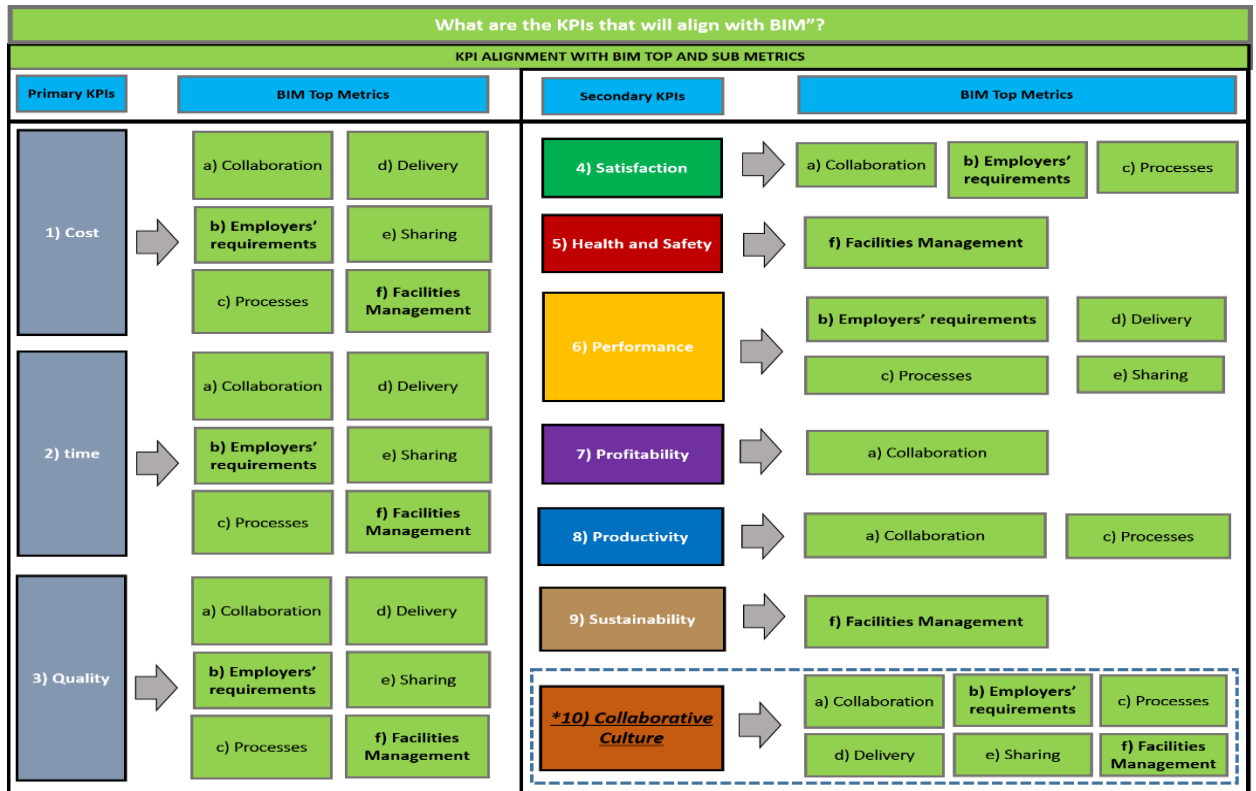 What are the KPIs that will align with BIM”?
KPI ALIGNMENT WITH BIM TOP AND SUB METRICS
Primary KPIs
BIM Top Metrics
1) Cost
a) Collaboration
d) Delivery
b) Employers’
requirements
e) Sharing
c) Processes
f) Facilities
Management
2) time
a) Collaboration
d) Delivery
b) Employers’
requirements
e) Sharing
c) Processes
f) Facilities
Management
3) Quality
a) Collaboration
d) Delivery
b) Employers’
requirements
e) Sharing
c) Processes
f) Facilities
Management
Secondary KPIs
BIM Top Metrics
4) Satisfaction
a) Collaboration
b) Employers’
requirements
c) Processes
5) Health and Safety
f) Facilities Management
6) Performance
b) Employers’ requirements
d) Delivery
c) Processes
e) Sharing
7) Profitability
a) Collaboration
8) Productivity
a) Collaboration
c) Processes
9) Sustainability
f) Facilities Management
*10) Collaborative
Culture
a) Collaboration
b) Employers’
requirements
c) Processes
d) Delivery
e) Sharing
f) Facilities
Management